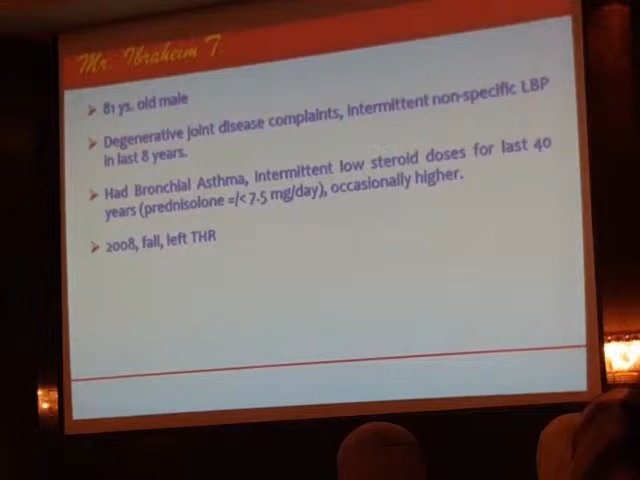 Mr. Ibraheim T.
81 ys. old male
Degenerative joint disease complaints, intermittent non-specific LBP
in last 8 years.
Had Bronchial Asthma, intermittent low steroid doses for last 40
years (prednisolone =/< 7.5 mg/day), occasionally higher.
2008, fall, left THR